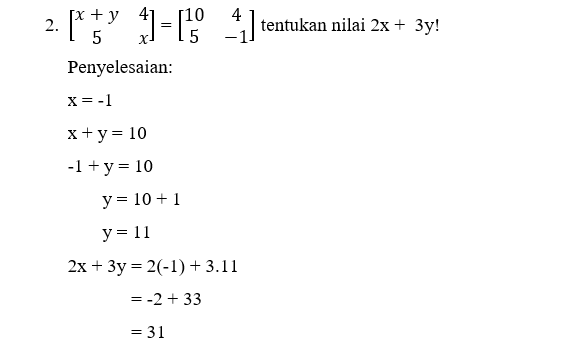 2. [x + y 4 5 x] = [10 4 5 −1] tentukan nilai 2x + 3y!
Penyelesaian:
x = -1
x + y = 10
-1 + y = 10
y = 10 + 1
y = 11
2x + 3y = 2(-1) + 3.11
= -2 + 33
= 31